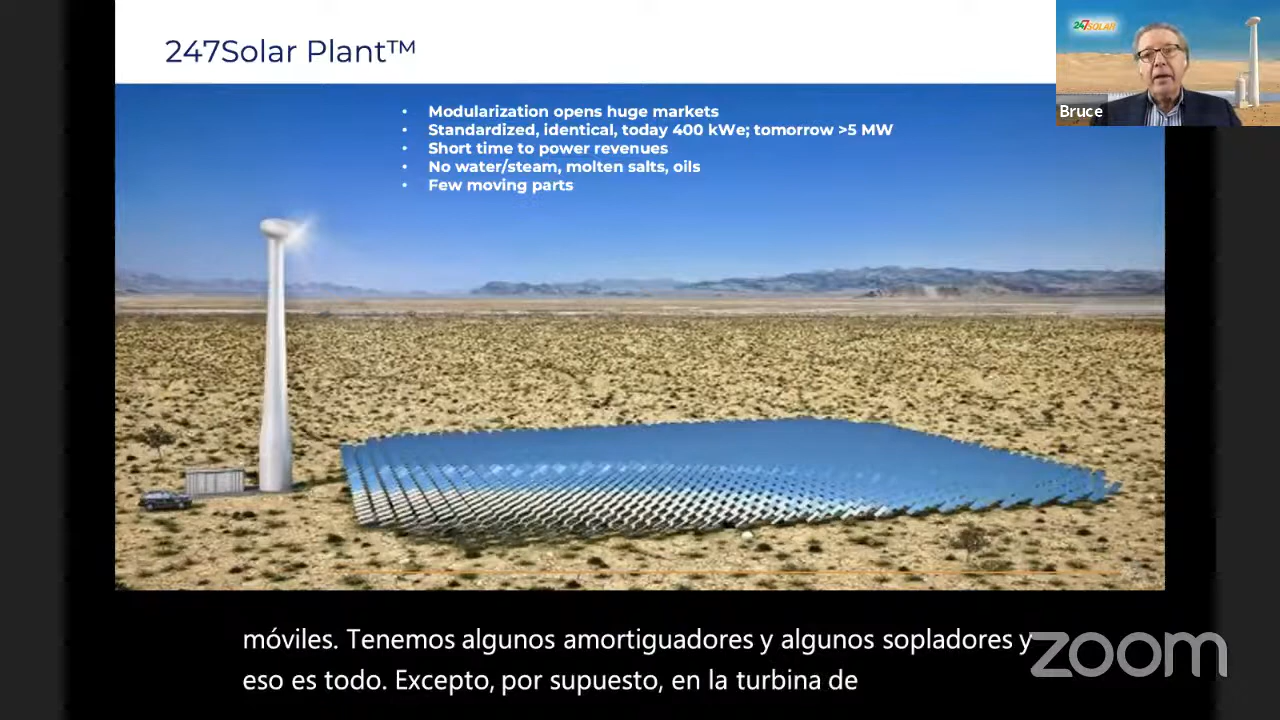 247Solar Plant™
• Modularization opens huge markets
• Standardized, identical, today 400 kWe; tomorrow >5 MW
• Short time to power revenues
• No water/steam, molten salts, oils
• Few moving parts
247SOLAR
Bruce
móviles. Tenemos algunos amortiguadores y algunos sopladores y
eso es todo. Excepto, por supuesto, en la turbina de
zoom